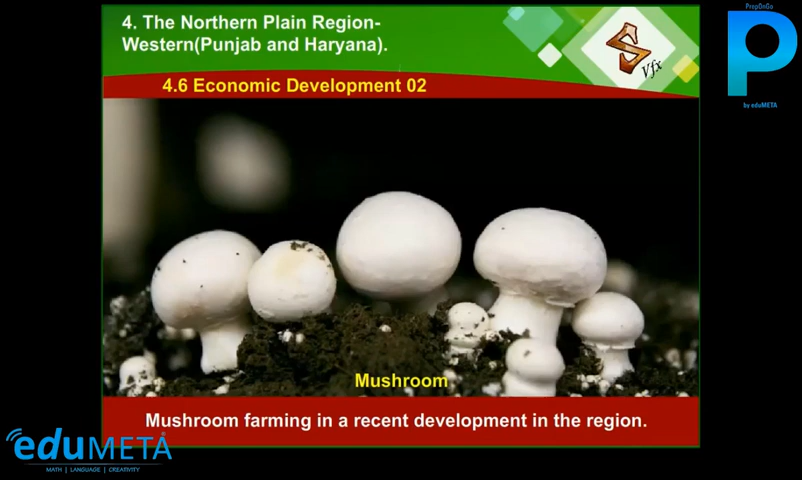 4. The Northern Plain Region-
Western(Punjab and Haryana).
Vfx
PrepOnGo
P
by eduMETA
4.6 Economic Development 02
Mushroom
Mushroom farming in a recent development in the region.
eduMETA
MATH | LANGUAGE | CREATIVITY